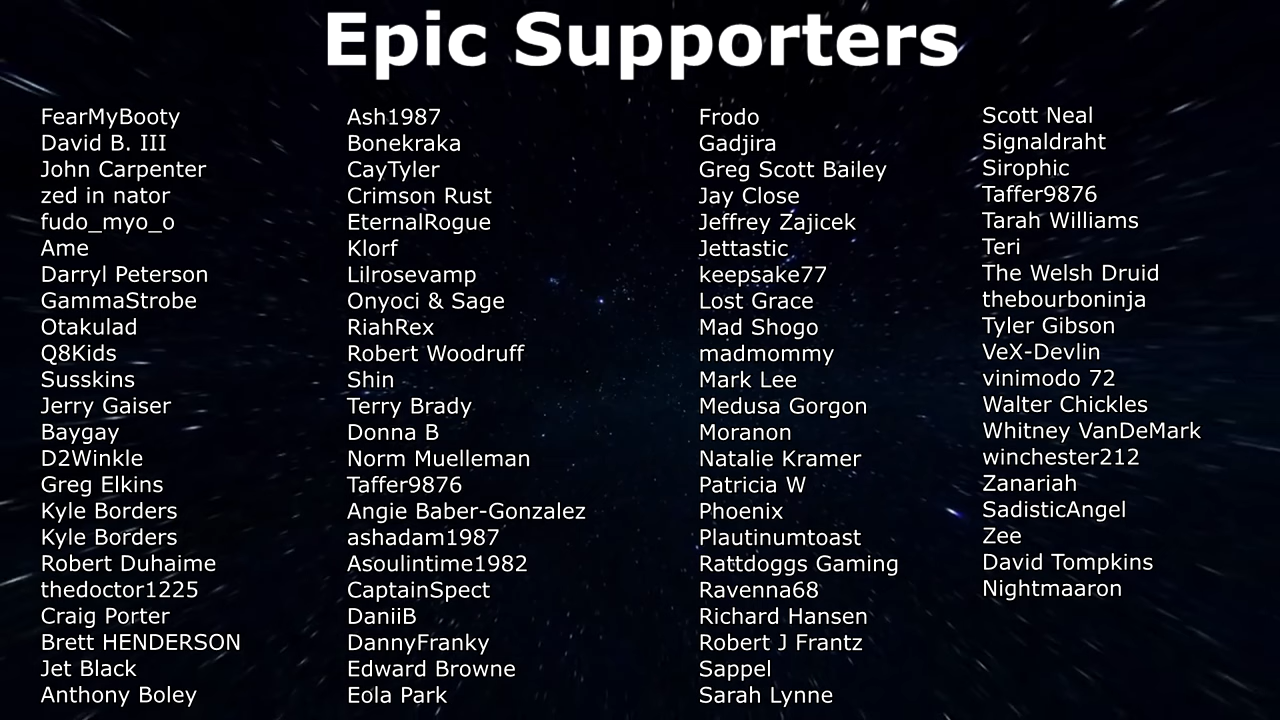 Epic Supporters
FearMyBooty
David B. III
John Carpenter
zed in nator
fudo_myo_o
Ame
Darryl Peterson
GammaStrobe
Otakulad
Q8Kids
Susskins
Jerry Gaiser
Baygay
D2Winkle
Greg Elkins
Kyle Borders
Kyle Borders
Robert Duhaime
thedoctor1225
Craig Porter
Brett HENDERSON
Jet Black
Anthony Boley
Ash1987
Bonekraka
CayTyler
Crimson Rust
EternalRogue
Klorf
Lilrosevamp
Onyoci & Sage
RiahRex
Robert Woodruff
Shin
Terry Brady
Donna B
Norm Muelleman
Taffer9876
Angie Baber-Gonzalez
ashadam1987
Asoulintime1982
CaptainSpect
DaniiB
DannyFranky
Edward Browne
Eola Park
Frodo
Gadjira
Greg Scott Bailey
Jay Close
Jeffrey Zajicek
Jettastic
keepsake77
Lost Grace
Mad Shogo
madmommy
Mark Lee
Medusa Gorgon
Moranon
Natalie Kramer
Patricia W
Phoenix
Plautinumtoast
Rattdoggs Gaming
Ravenna68
Richard Hansen
Robert J Frantz
Sappel
Sarah Lynne
Scott Neal
Signaldraht
Sirophic
Taffer9876
Tarah Williams
Teri
The Welsh Druid
thebourboninja
Tyler Gibson
VeX-Devlin
vinimodo 72
Walter Chickles
Whitney VanDeMark
winchester212
Zanariah
SadisticAngel
Zee
David Tompkins
Nightmaaron